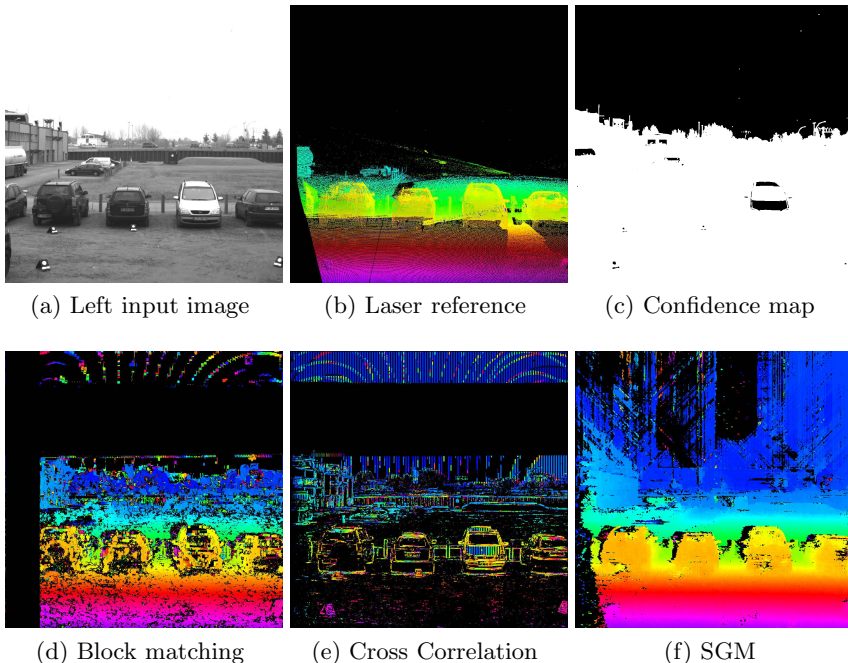 (a) Left input image
(b) Laser reference
(c) Confidence map
(d) Block matching
(e) Cross Correlation
(f) SGM